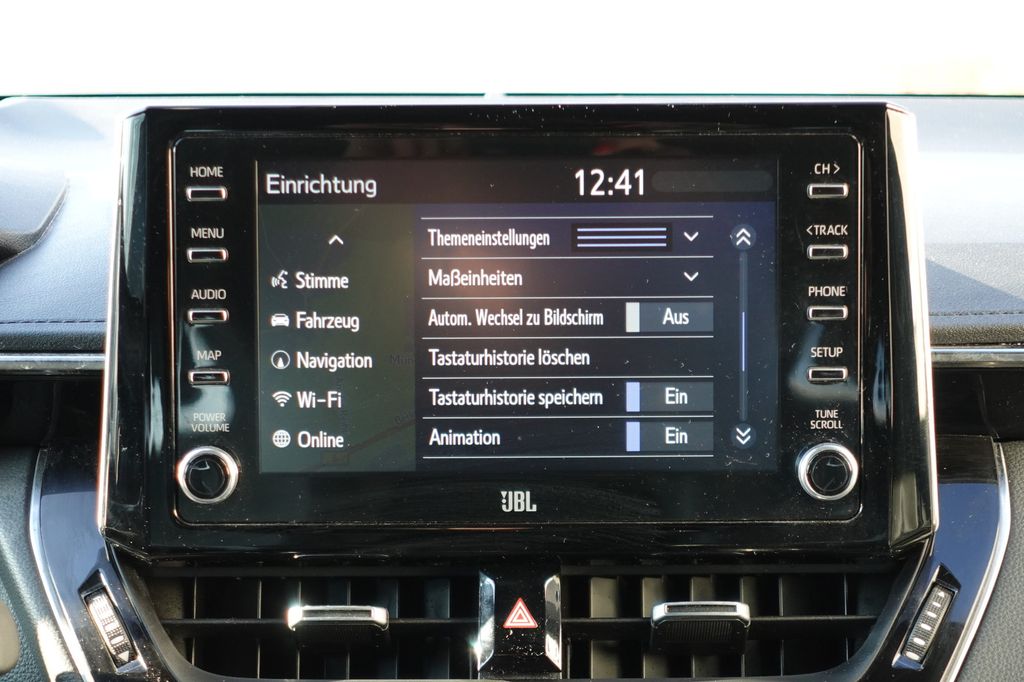 HOME
MENU
AUDIO
MAP
POWER
VOLUME
Einrichtung
12:41
Stimme
Fahrzeug
Navigation
Wi-Fi
Online
Themeneinstellungen
Maßeinheiten
Autom. Wechsel zu Bildschirm Aus
Tastaturhistorie löschen
Tastaturhistorie speichern Ein
Animation Ein
CH >
< TRACK
PHONE
SETUP
TUNE
SCROLL
JBL